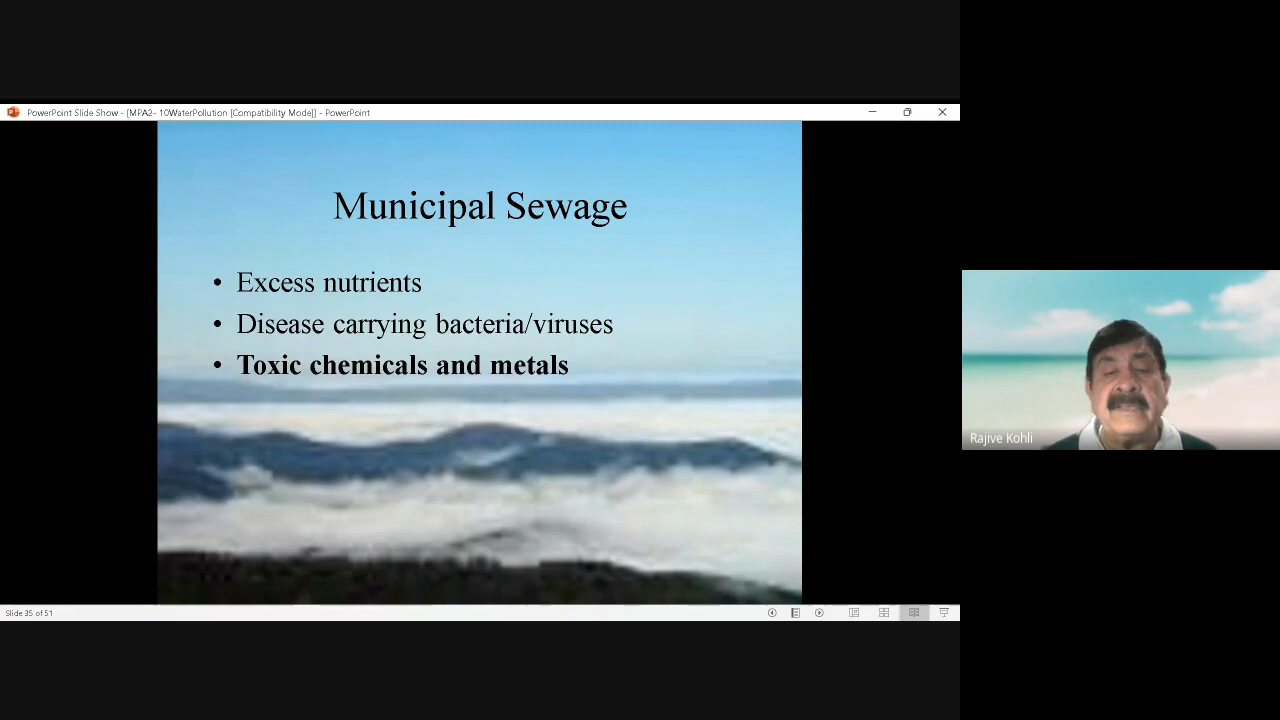 PowerPoint Slide Show - [MPA2- 10WaterPollution [Compatibility Mode]] - PowerPoint
Municipal Sewage
• Excess nutrients
• Disease carrying bacteria/viruses
• Toxic chemicals and metals
Rajive Kohli
Slide 35 of 51